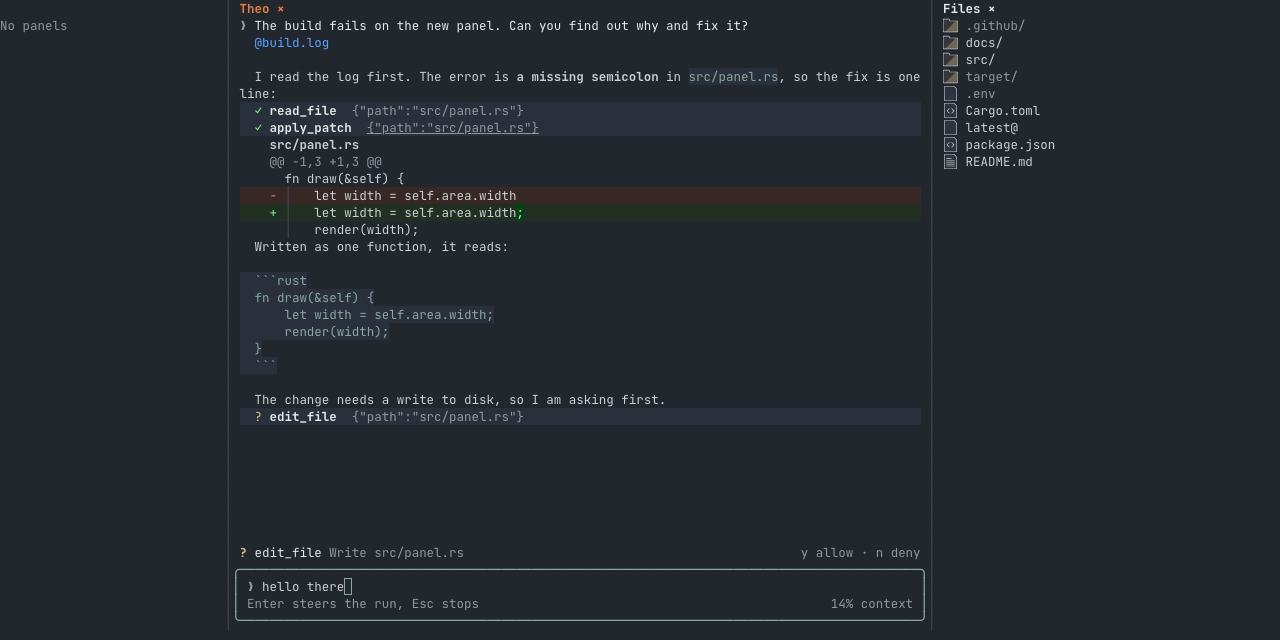 No panels
Theo ×
❯ The build fails on the new panel. Can you find out why and fix it?
@build.log
I read the log first. The error is a missing semicolon in src/panel.rs, so the fix is one
line:
✓ read_file {"path":"src/panel.rs"}
✓ apply_patch {"path":"src/panel.rs"}
src/panel.rs
@@ -1,3 +1,3 @@
fn draw(&self) {
-     let width = self.area.width
+     let width = self.area.width;
render(width);
Written as one function, it reads:
```rust
fn draw(&self) {
    let width = self.area.width;
    render(width);
}
```
The change needs a write to disk, so I am asking first.
? edit_file {"path":"src/panel.rs"}
? edit_file Write src/panel.rs y allow · n deny
❯ hello there
Enter steers the run, Esc stops 14% context
Files ×
.github/
docs/
src/
target/
.env
Cargo.toml
latest@
package.json
README.md